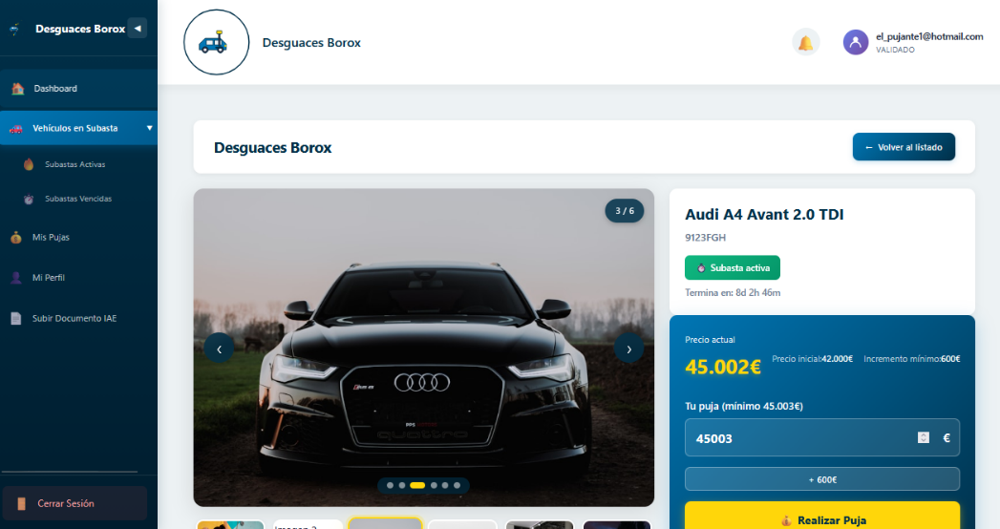 Desguaces Borox ◀
Dashboard
Vehículos en Subasta ▼
Subastas Activas
Subastas Vencidas
Mis Pujas
Mi Perfil
Subir Documento IAE
Cerrar Sesión
Desguaces Borox
el_pujante1@hotmail.com
VALIDADO
Desguaces Borox
← Volver al listado
3 / 6
‹ ›
quattro
Audi A4 Avant 2.0 TDI
9123FGH
Subasta activa
Termina en: 8d 2h 46m
Precio actual
45.002€ Precio inicial:42.000€ Incremento mínimo:600€
Tu puja (mínimo 45.003€)
45003 €
+ 600€
Realizar Puja